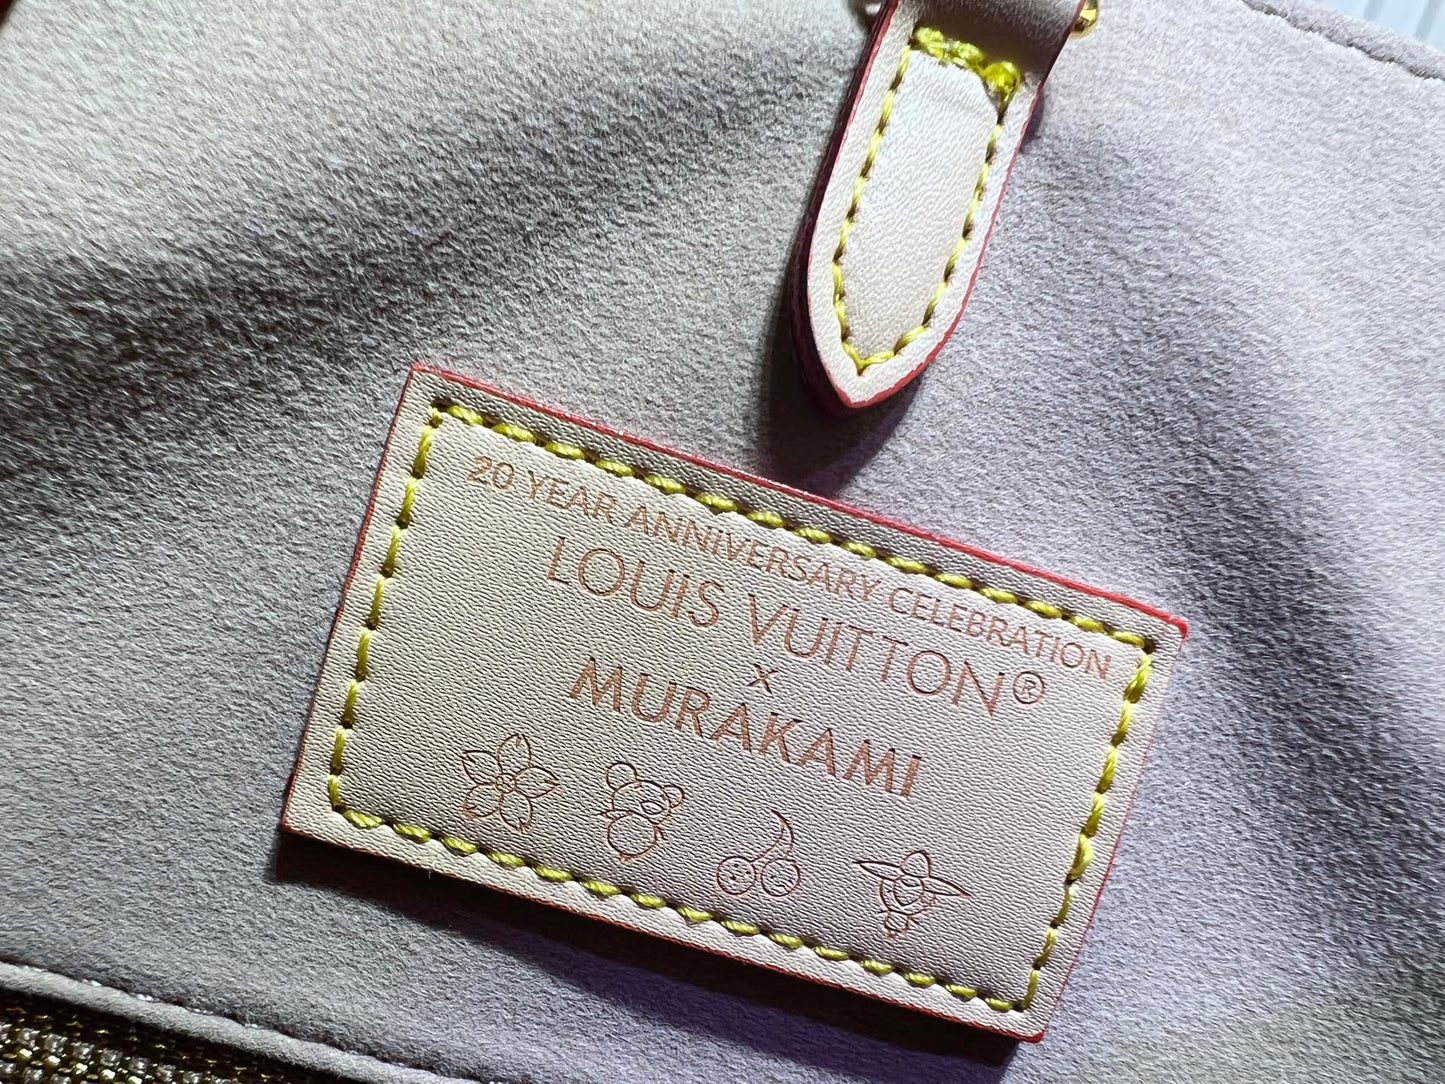 20 YEAR ANNIVERSARY CELEBRATION
LOUIS VUITTON®
x
MURAKAMI